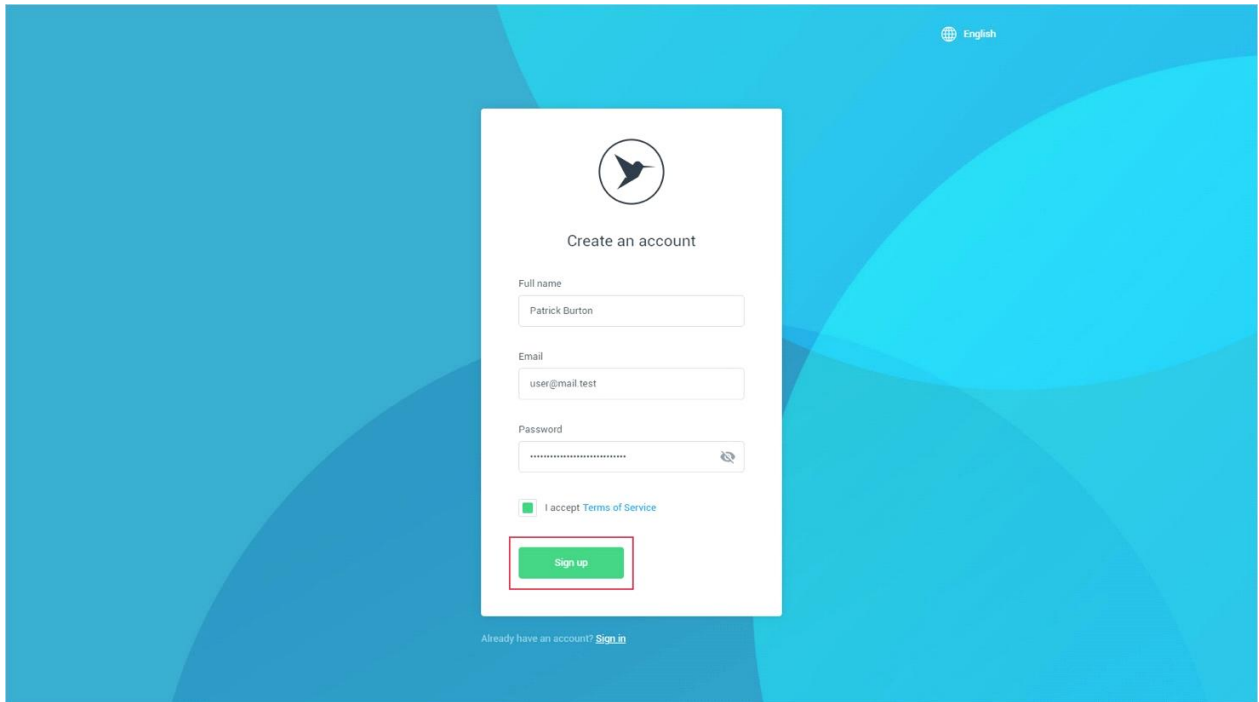 English
Create an account
Full name
Patrick Burton
Email
user@mail.test
Password
I accept Terms of Service
Sign up
Already have an account? Sign in